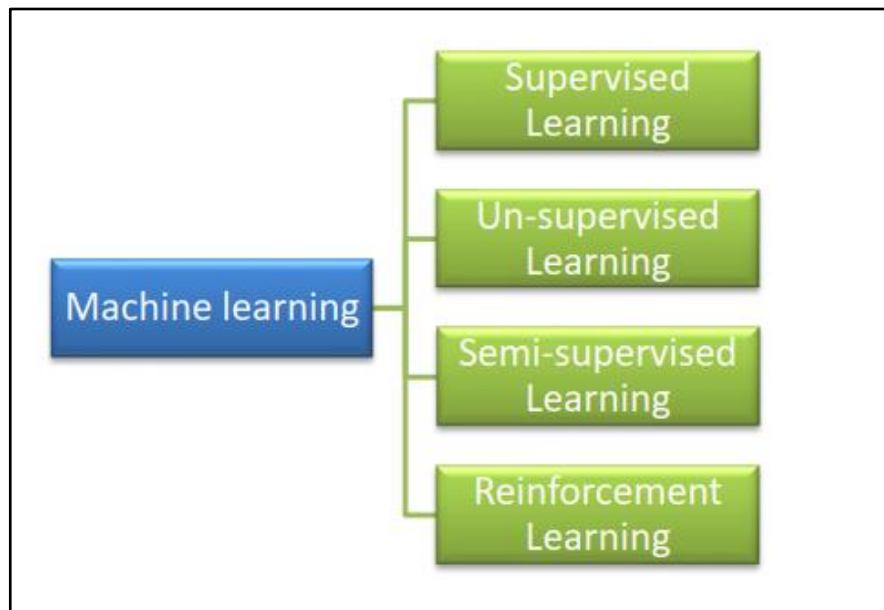 Machine learning
Supervised
Learning
Un-supervised
Learning
Semi-supervised
Learning
Reinforcement
Learning